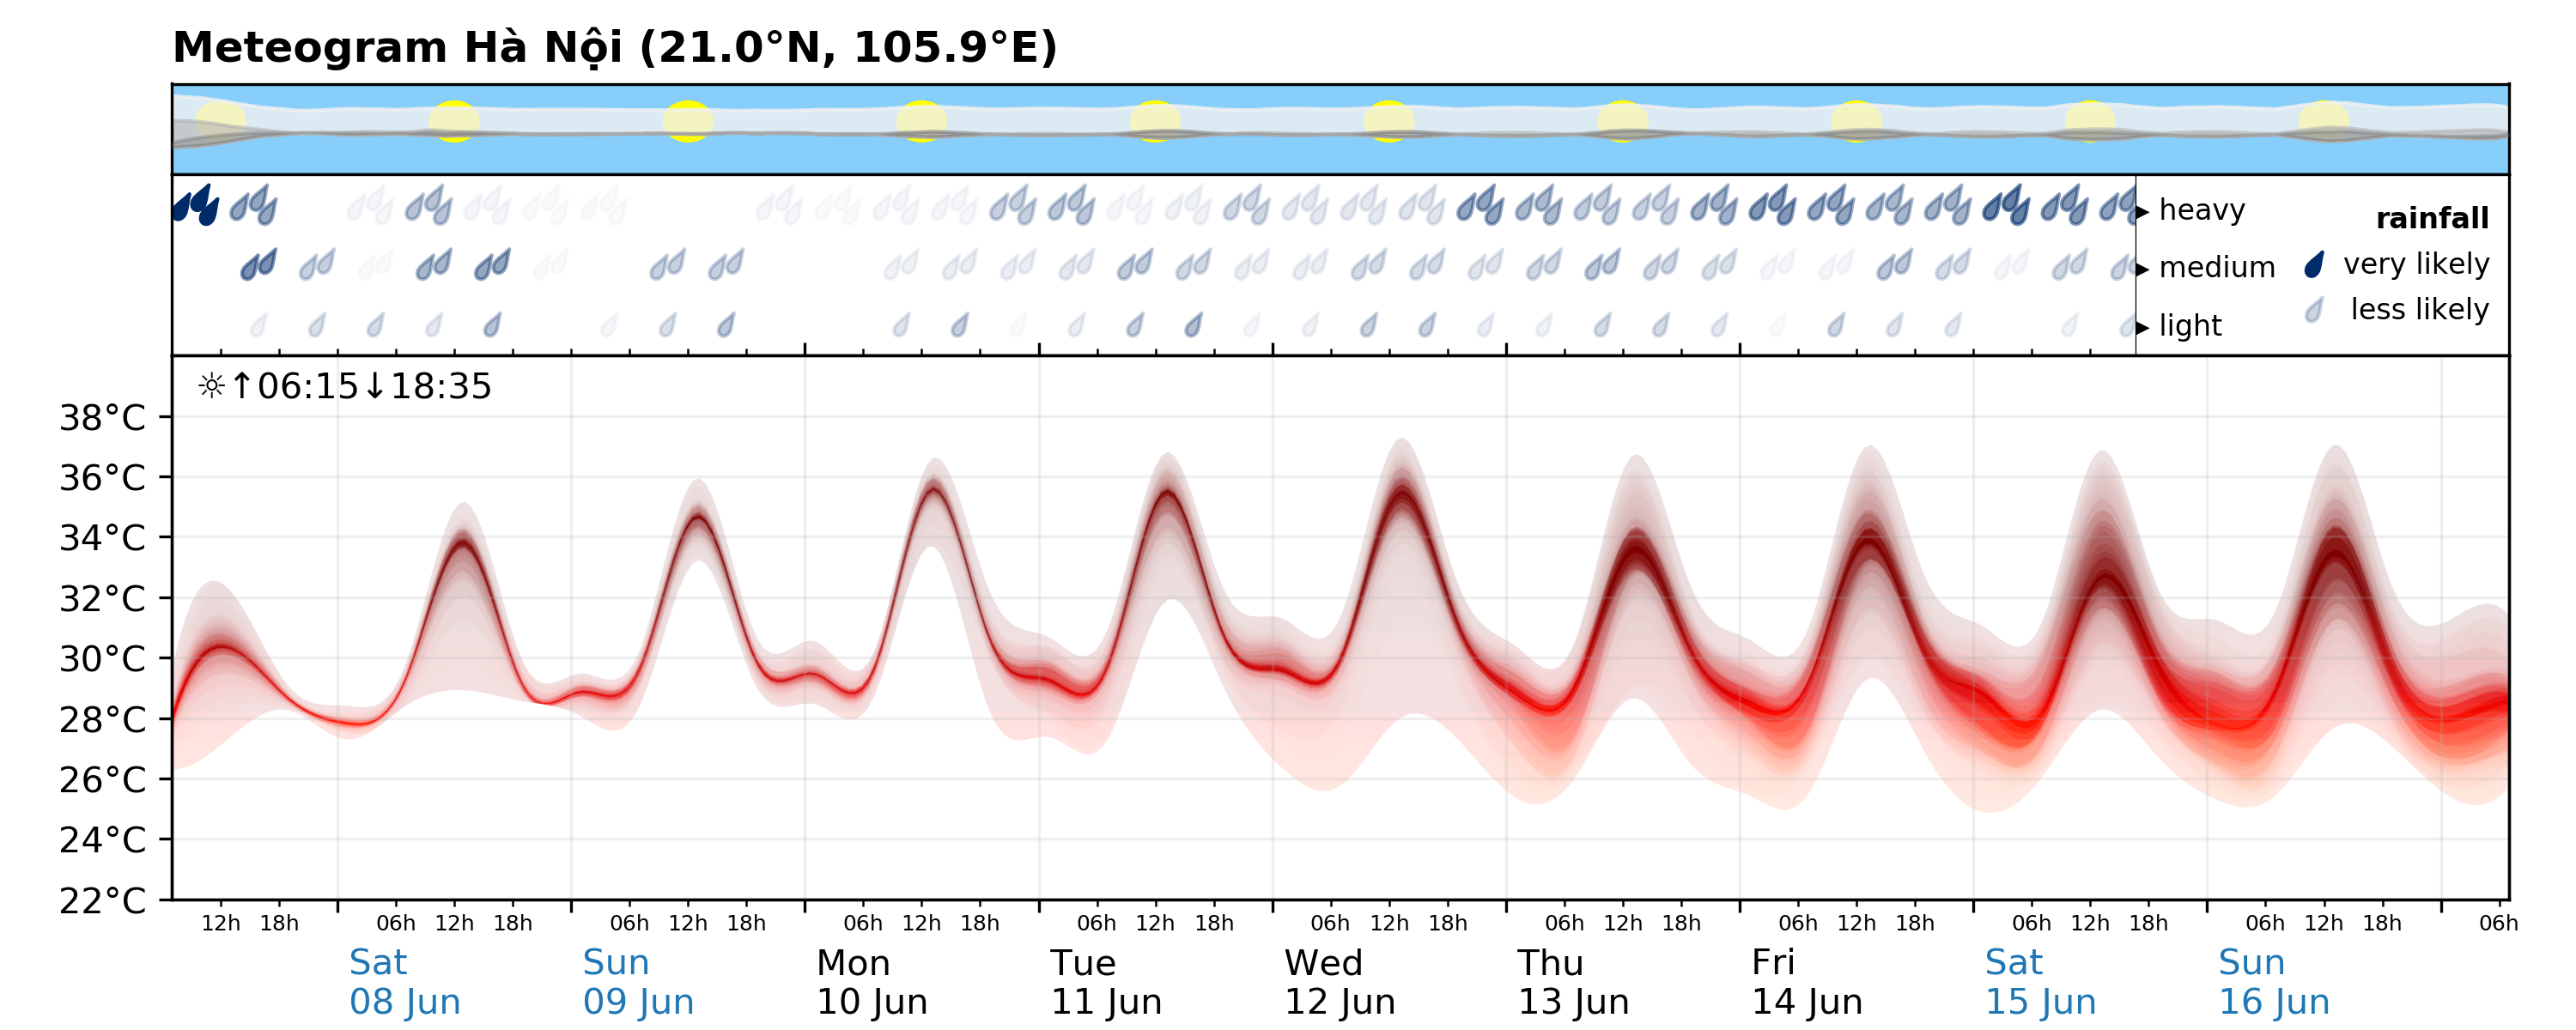 Meteogram Hà Nội (21.0°N, 105.9°E)
▸ heavy
rainfall
▸ medium
very likely
less likely
▸ light
☼↑06:15↓18:35
38°C
36°C
34°C
32°C
30°C
28°C
26°C
24°C
22°C
12h 18h 06h 12h 18h 06h 12h 18h 06h 12h 18h 06h 12h 18h 06h 12h 18h 06h 12h 18h 06h 12h 18h 06h 12h 18h 06h 12h 18h 06h
Sat Sun Mon Tue Wed Thu Fri Sat Sun
08 Jun 09 Jun 10 Jun 11 Jun 12 Jun 13 Jun 14 Jun 15 Jun 16 Jun